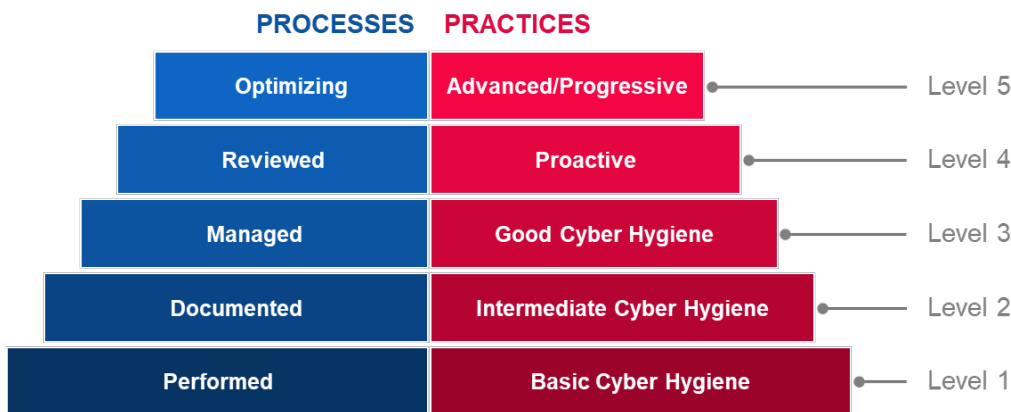 PROCESSES PRACTICES
Optimizing Advanced/Progressive Level 5
Reviewed Proactive Level 4
Managed Good Cyber Hygiene Level 3
Documented Intermediate Cyber Hygiene Level 2
Performed Basic Cyber Hygiene Level 1